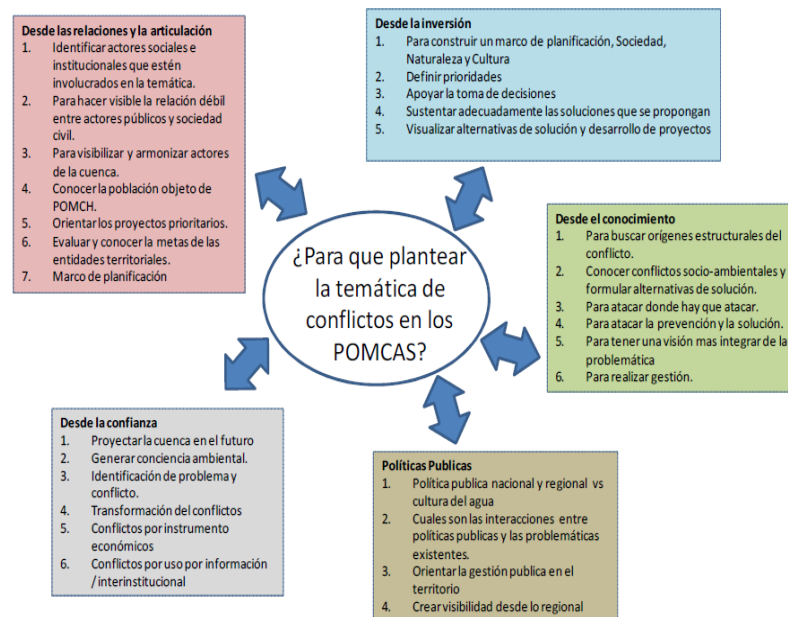 Desde las relaciones y la articulación
1. Identificar actores sociales e
institucionales que estén
involucrados en la temática.
2. Para hacer visible la relación débil
entre actores públicos y sociedad
civil.
3. Para visibilizar y armonizar actores
de la cuenca.
4. Conocer la población objeto de
POMCH.
5. Orientar los proyectos prioritarios.
6. Evaluar y conocer la metas de las
entidades territoriales.
7. Marco de planificación
Desde la inversión
1. Para construir un marco de planificación, Sociedad,
Naturaleza y Cultura
2. Definir prioridades
3. Apoyar la toma de decisiones
4. Sustentar adecuadamente las soluciones que se propongan
5. Visualizar alternativas de solución y desarrollo de proyectos
¿Para que plantear
la temática de
conflictos en los
POMCAS?
Desde el conocimiento
1. Para buscar orígenes estructurales del
conflicto.
2. Conocer conflictos socio-ambientales y
formular alternativas de solución.
3. Para atacar donde hay que atacar.
4. Para atacar la prevención y la solución.
5. Para tener una visión mas integrar de la
problemática
6. Para realizar gestión.
Desde la confianza
1. Proyectar la cuenca en el futuro
2. Generar conciencia ambiental.
3. Identificación de problema y
conflicto.
4. Transformación del conflictos
5. Conflictos por instrumento
económicos
6. Conflictos por uso por información
/ interinstitucional
Políticas Publicas
1. Política publica nacional y regional vs
cultura del agua
2. Cuales son las interacciones entre
políticas publicas y las problemáticas
existentes.
3. Orientar la gestión publica en el
territorio
4. Crear visibilidad desde lo regional